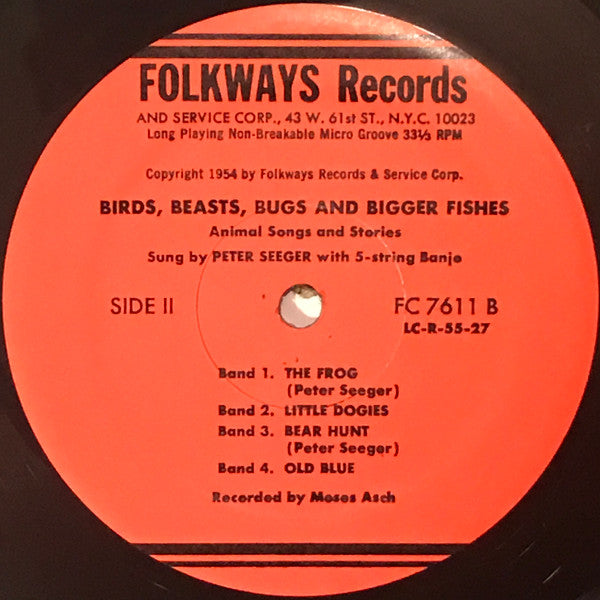 FOLKWAYS Records
AND SERVICE CORP., 43 W. 61st ST., N.Y.C. 10023
Long Playing Non-Breakable Micro Groove 33⅓ RPM
Copyright 1954 by Folkways Records & Service Corp.
BIRDS, BEASTS, BUGS AND BIGGER FISHES
Animal Songs and Stories
Sung by PETER SEEGER with 5-string Banjo
SIDE II
FC 7611 B
LC-R-55-27
Band 1. THE FROG
(Peter Seeger)
Band 2. LITTLE DOGIES
Band 3. BEAR HUNT
(Peter Seeger)
Band 4. OLD BLUE
Recorded by Moses Asch